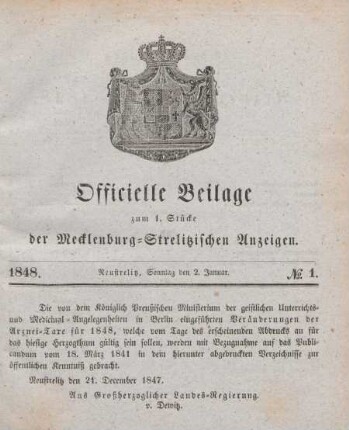 Officielle Beilage
zum 1. Stücke
der Mecklenburg-Strelitzischen Anzeigen.
1848. Neustrelitz, Sonntag den 2. Januar. № 1.
Die von dem Königlich Preußischen Ministerium der geistlichen Unterrichts-
und Medicinal-Angelegenheiten in Berlin eingeführten Veränderungen der
Arznei-Taxe für 1848, welche vom Tage des erscheinenden Abdrucks an für
das hiesige Herzogthum gültig sein sollen, werden mit Bezugnahme auf das Publi-
candum vom 18. März 1841 in dem hierunter abgedruckten Verzeichnisse zur
öffentlichen Kenntniß gebracht.
Neustrelitz den 21. December 1847.
Aus Großherzoglicher Landes-Regierung
v. Dewitz.